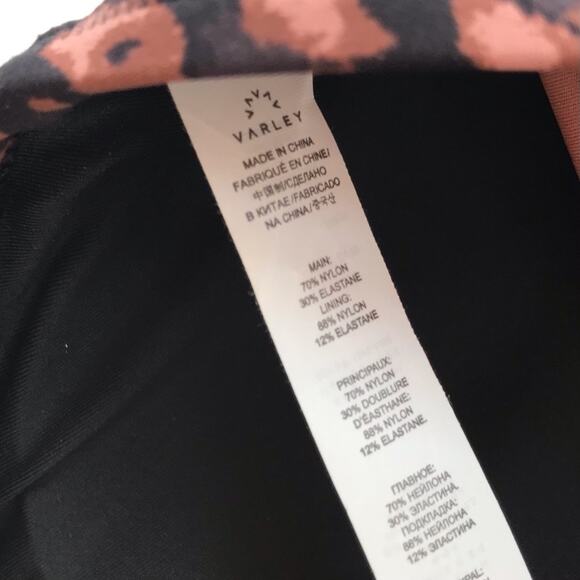 VARLEY
MADE IN CHINA
FABRIQUÉ EN CHINE/
中国制/СДЕЛАНО
В КИТАЕ/FABRICADO
NA CHINA/중국산
MAIN:
70% NYLON
30% ELASTANE
LINING:
88% NYLON
12% ELASTANE
PRINCIPAUX:
70% NYLON
30% DOUBLURE
D'ÉASTHANE:
88% NYLON
12% ELASTANE.
ГЛАВНОЕ:
70% НЕЙЛОНА
30% ЭЛАСТИНА.
ПОДКЛАДКА:
88% НЕЙЛОНА
12% ЭЛАСТИНА